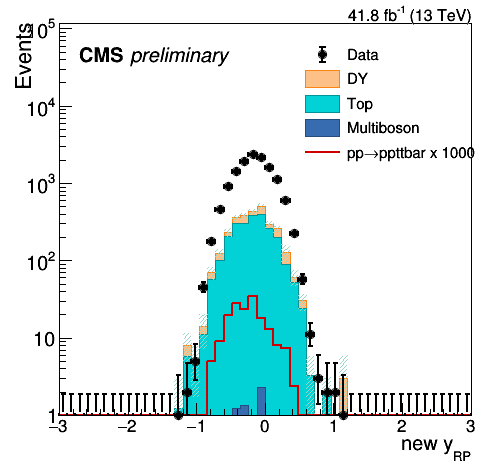 41.8 fb⁻¹ (13 TeV)
Events
CMS preliminary
Data
DY
Top
Multiboson
pp→ppttbar x 1000
10⁵
10⁴
10³
10²
10
1
−3 −2 −1 0 1 2 3
new y_RP